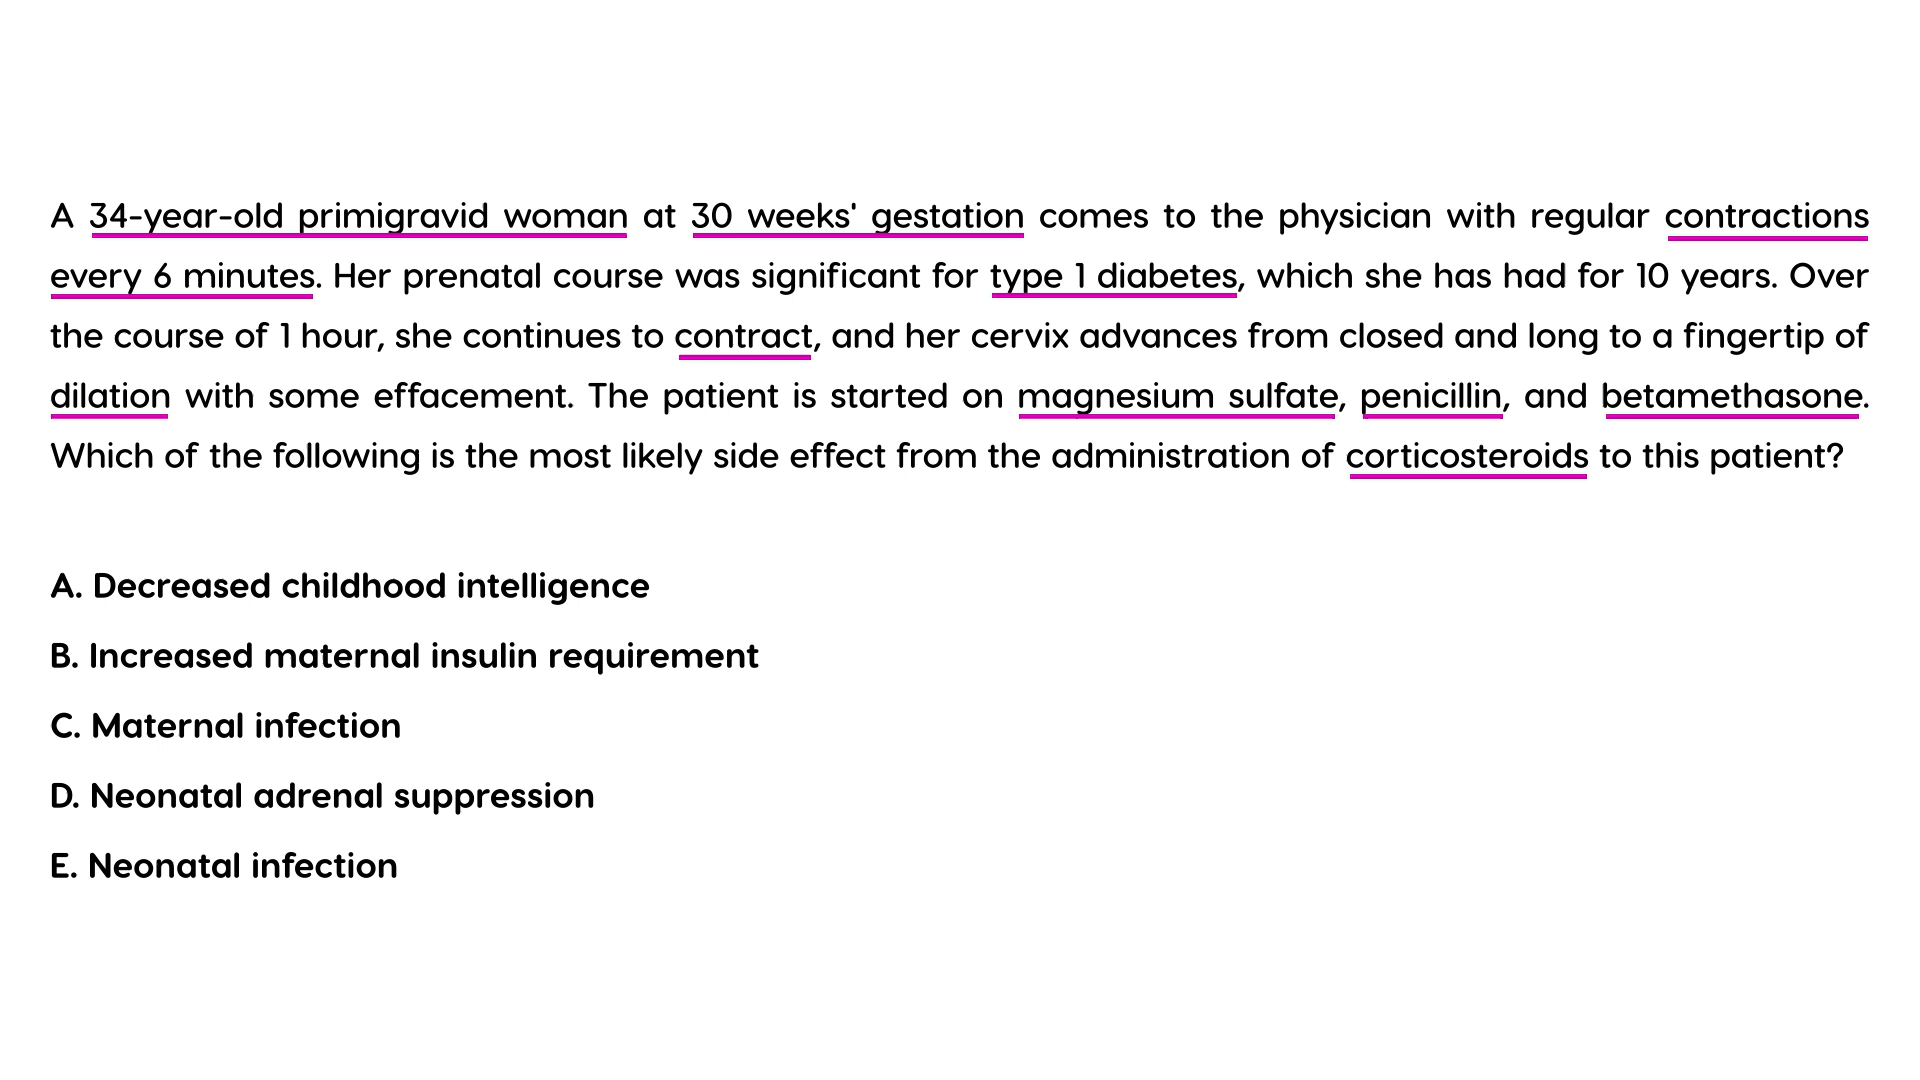 A 34-year-old primigravid woman at 30 weeks' gestation comes to the physician with regular contractions
every 6 minutes. Her prenatal course was significant for type 1 diabetes, which she has had for 10 years. Over
the course of 1 hour, she continues to contract, and her cervix advances from closed and long to a fingertip of
dilation with some effacement. The patient is started on magnesium sulfate, penicillin, and betamethasone.
Which of the following is the most likely side effect from the administration of corticosteroids to this patient?
A. Decreased childhood intelligence
B. Increased maternal insulin requirement
C. Maternal infection
D. Neonatal adrenal suppression
E. Neonatal infection